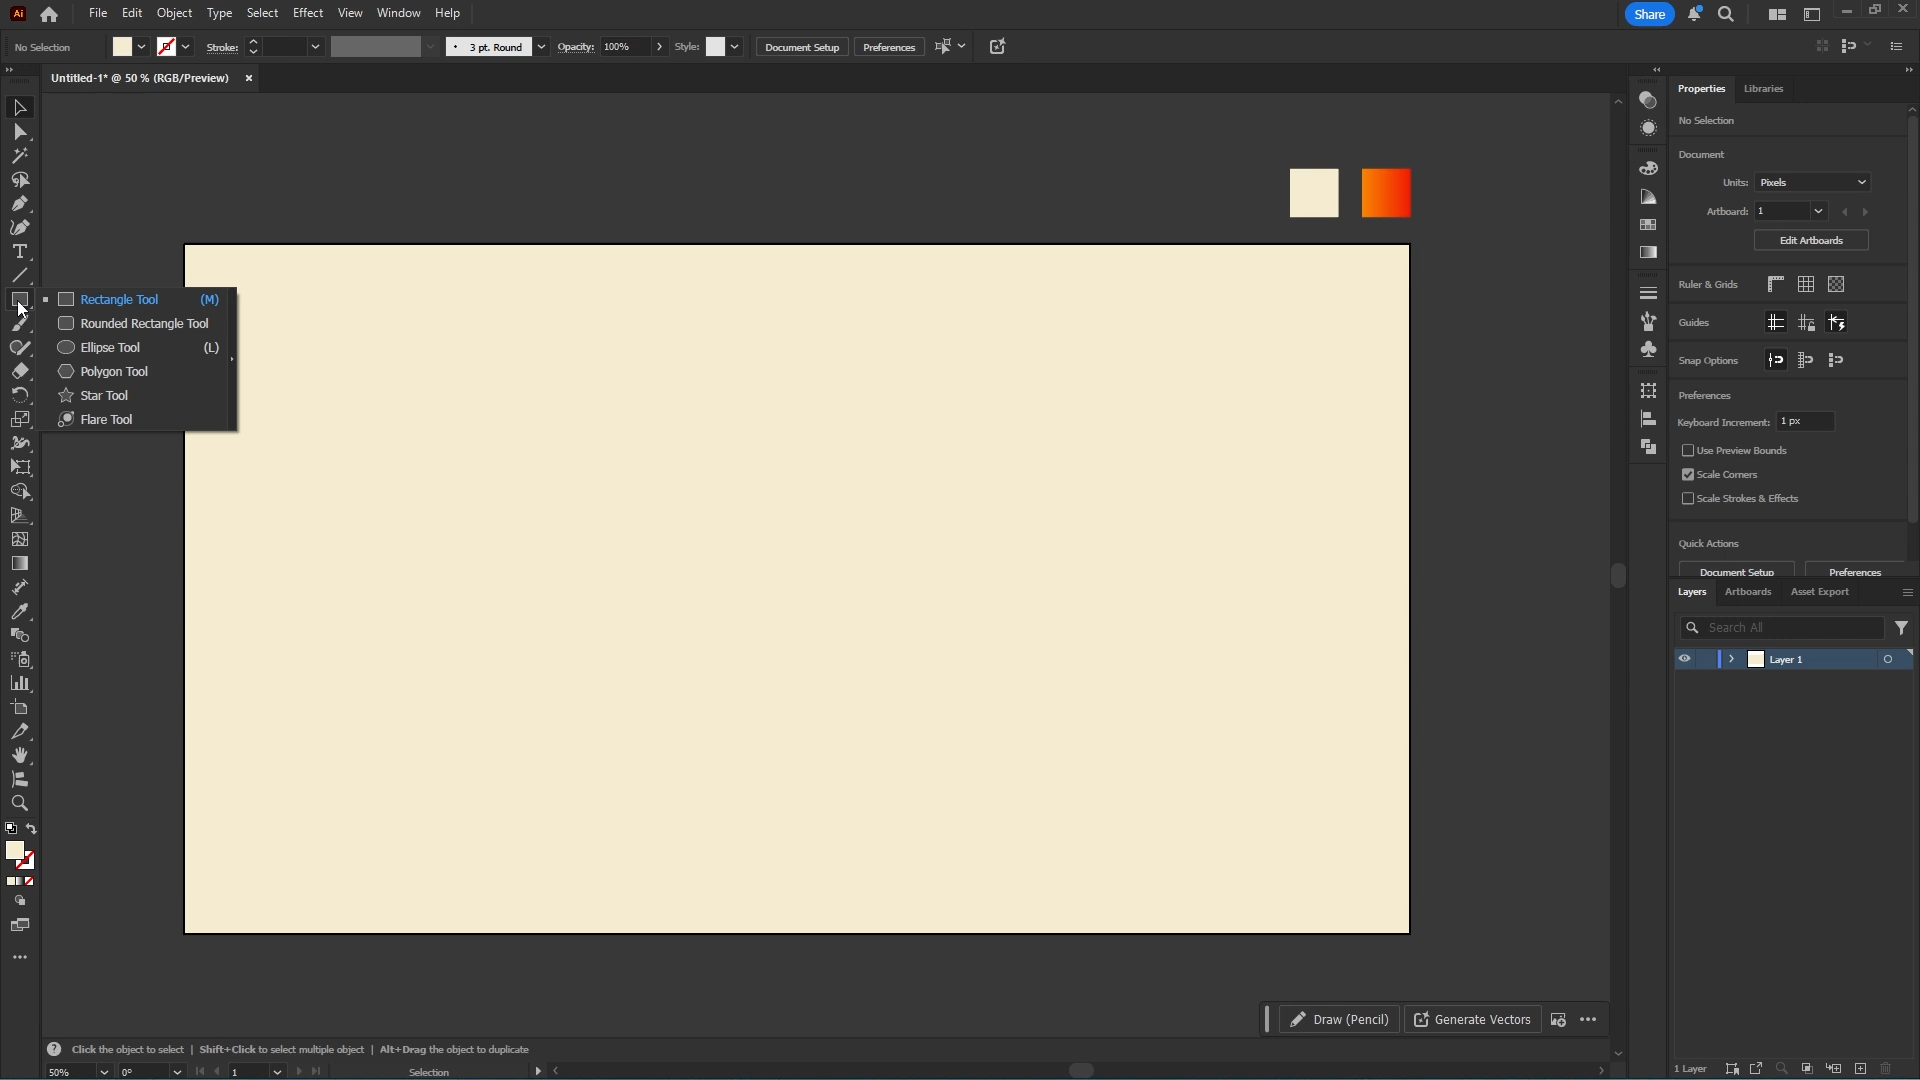 Ai File Edit Object Type Select Effect View Window Help Share
No Selection Stroke: 3 pt. Round Opacity: 100% Style: Document Setup Preferences
Untitled-1* @ 50 % (RGB/Preview)
Properties Libraries
No Selection
Document
Units: Pixels
Artboard: 1
Edit Artboards
Ruler & Grids
Guides
Snap Options
Preferences
Keyboard Increment: 1 px
Use Preview Bounds
Scale Corners
Scale Strokes & Effects
Quick Actions
Document Setup Preferences
Layers Artboards Asset Export
Search All
Layer 1
1 Layer
T
Rectangle Tool (M)
Rounded Rectangle Tool
Ellipse Tool (L)
Polygon Tool
Star Tool
Flare Tool
Draw (Pencil) Generate Vectors
? Click the object to select | Shift+Click to select multiple object | Alt+Drag the object to duplicate
50% 0° 1 Selection